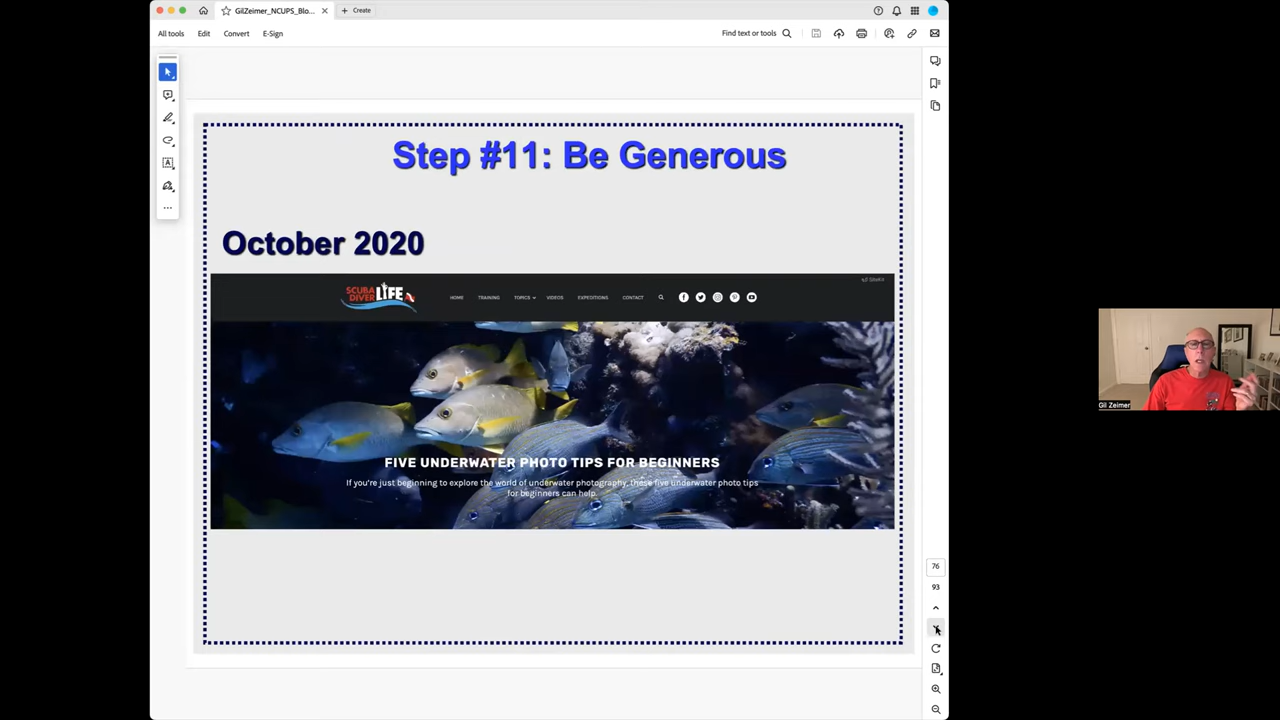 GilZeimer_NCUPS_Blo...
Create
All tools
Edit
Convert
E-Sign
Find text or tools
Step #11: Be Generous
October 2020
SCUBA
DIVER LIFE
HOME
TRAINING
TOPICS
VIDEOS
EXPEDITIONS
CONTACT
FIVE UNDERWATER PHOTO TIPS FOR BEGINNERS
If you're just beginning to explore the world of underwater photography, these five underwater photo tips
for beginners can help.
76
93
Gil Zeimer